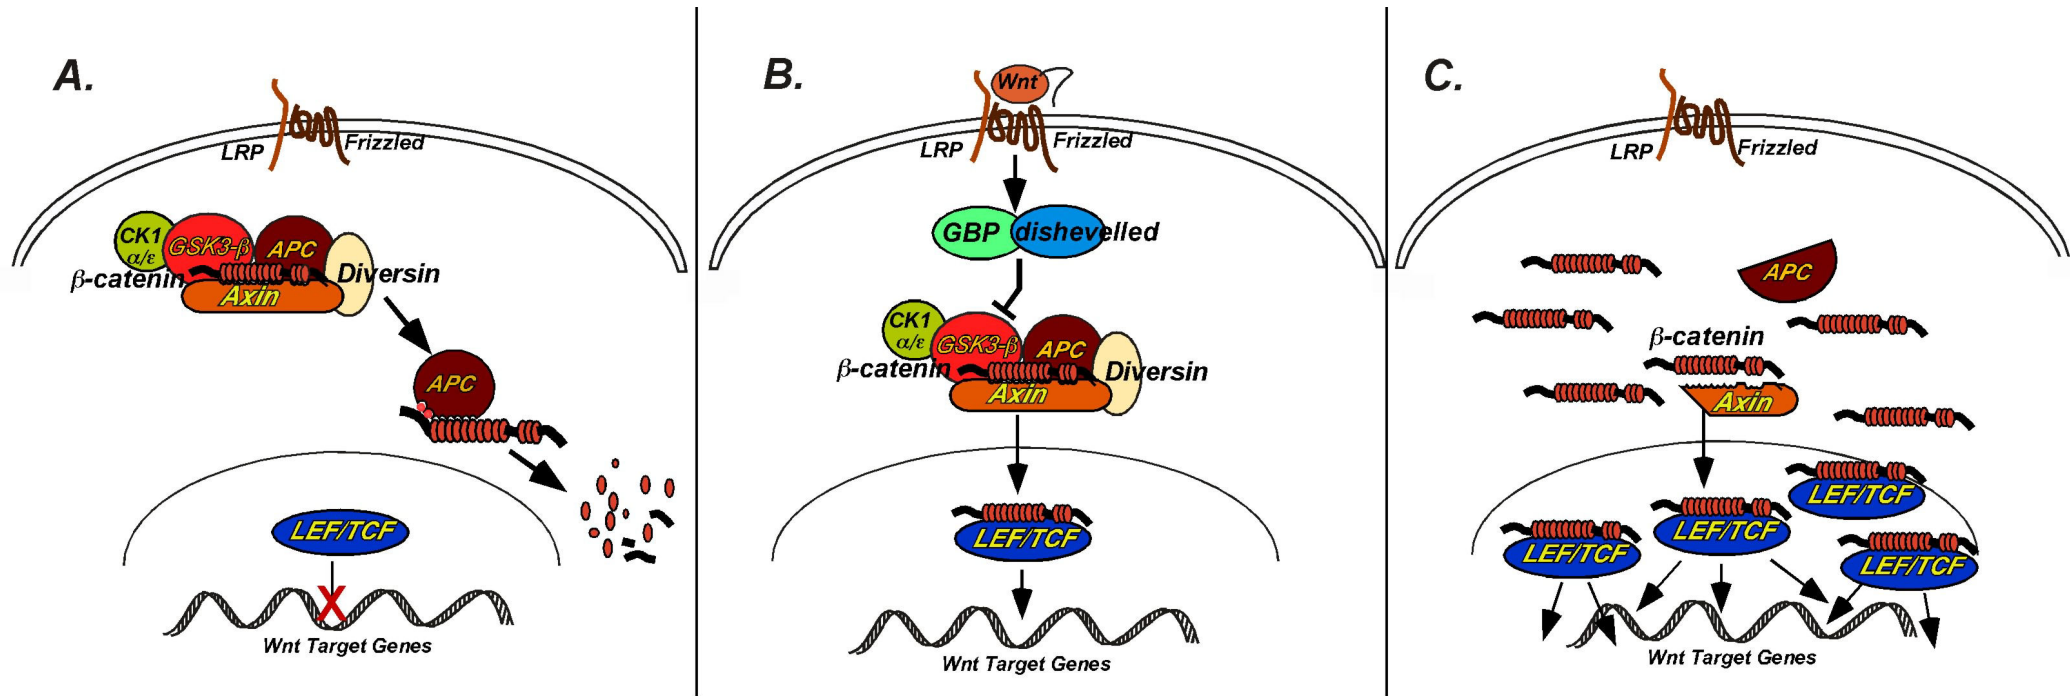 A.
LRP
Frizzled
CK1
α/ε
GSK3-β
APC
β-catenin
Diversin
Axin
APC
LEF/TCF
X
Wnt Target Genes
B.
Wnt
LRP
Frizzled
GBP
dishevelled
CK1
α/ε
GSK3-β
APC
β-catenin
Diversin
Axin
LEF/TCF
Wnt Target Genes
C.
LRP
Frizzled
APC
β-catenin
Axin
LEF/TCF
LEF/TCF
LEF/TCF
LEF/TCF
Wnt Target Genes